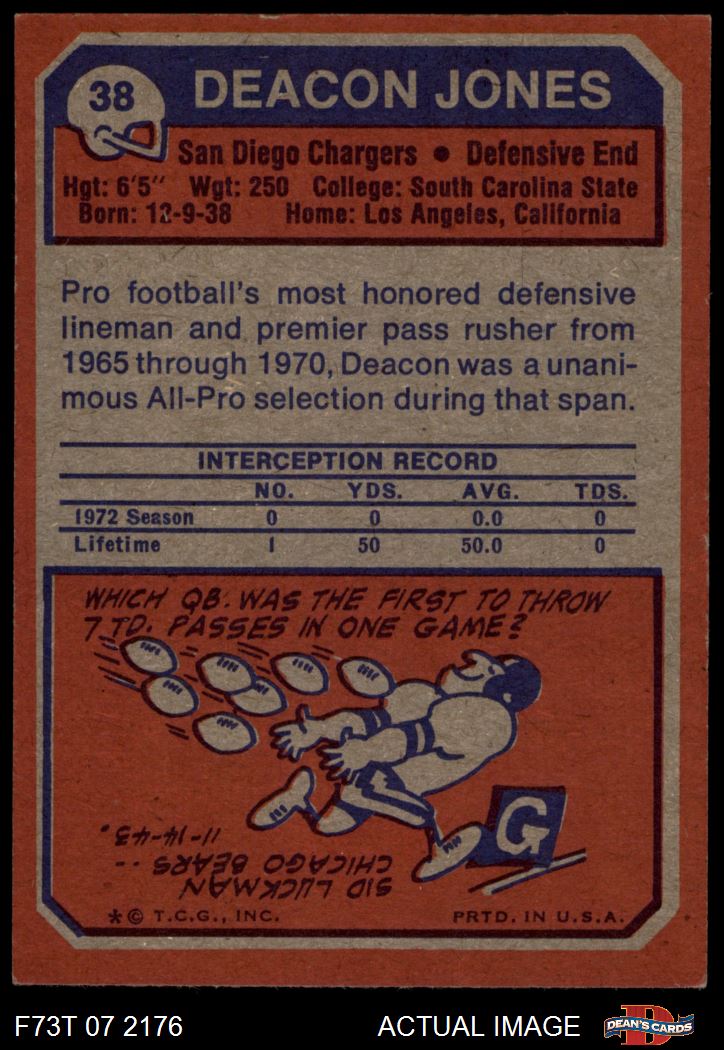 38
DEACON JONES
San Diego Chargers • Defensive End
Hgt: 6'5" Wgt: 250 College: South Carolina State
Born: 12-9-38 Home: Los Angeles, California
Pro football's most honored defensive
lineman and premier pass rusher from
1965 through 1970, Deacon was a unani-
mous All-Pro selection during that span.
INTERCEPTION RECORD
NO. YDS. AVG. TDS.
1972 Season 0 0 0.0 0
Lifetime 1 50 50.0 0
WHICH QB. WAS THE FIRST TO THROW
7 TD. PASSES IN ONE GAME?
G
SID LUCKMAN
CHICAGO BEARS --
11-14-43.
*© T.C.G., INC. PRTD. IN U.S.A.
F73T 07 2176 ACTUAL IMAGE
D
DEAN'S CARDS